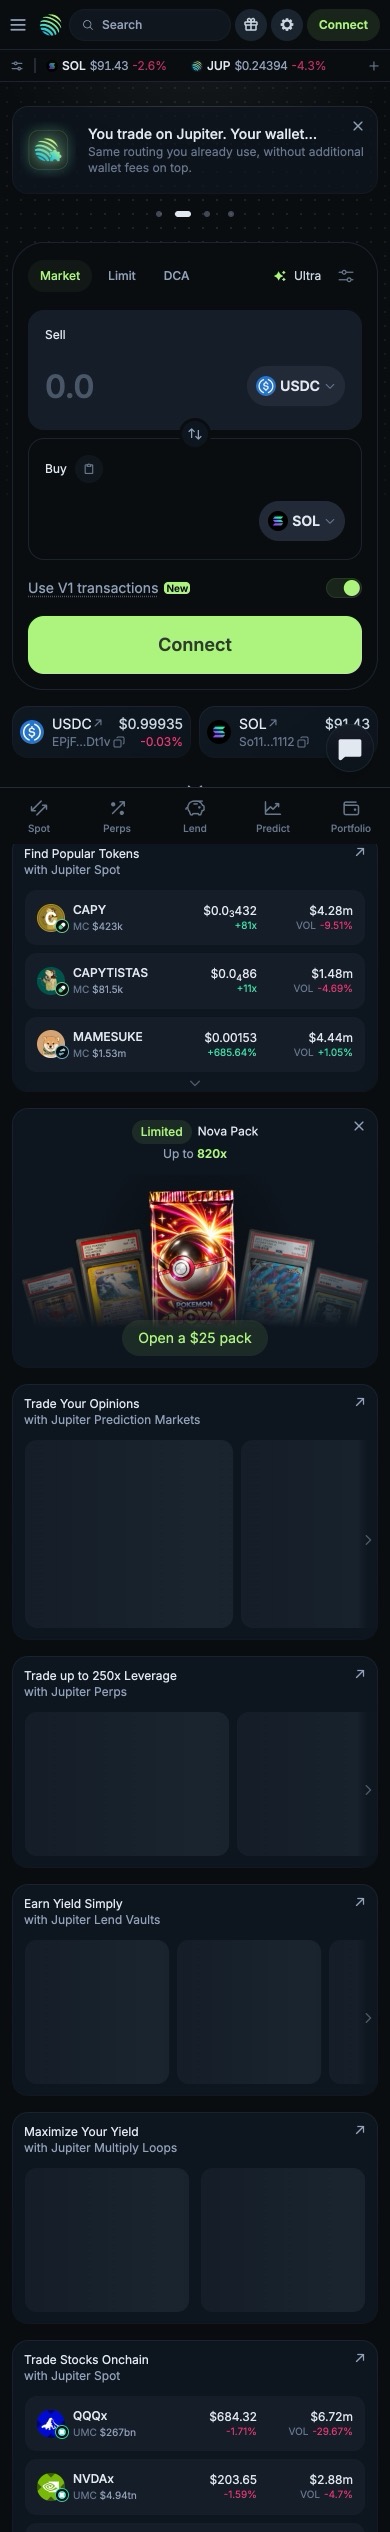 Search
Connect
SOL $91.43 -2.6% JUP $0.24394 -4.3%
You trade on Jupiter. Your wallet...
Same routing you already use, without additional
wallet fees on top.
Market Limit DCA Ultra
Sell
0.0 USDC
Buy
SOL
Use V1 transactions New
Connect
USDC $0.99935
EPjF...Dt1v -0.03%
SOL $91.43
So11...1112
Spot Perps Lend Predict Portfolio
Find Popular Tokens
with Jupiter Spot
CAPY $0.0₃432 $4.28m
MC $423k +81x VOL -9.51%
CAPYTISTAS $0.0₄86 $1.48m
MC $81.5k +11x VOL -4.69%
MAMESUKE $0.00153 $4.44m
MC $1.53m +685.64% VOL +1.05%
Limited Nova Pack
Up to 820x
POKEMON
Open a $25 pack
Trade Your Opinions
with Jupiter Prediction Markets
Trade up to 250x Leverage
with Jupiter Perps
Earn Yield Simply
with Jupiter Lend Vaults
Maximize Your Yield
with Jupiter Multiply Loops
Trade Stocks Onchain
with Jupiter Spot
QQQx $684.32 $6.72m
UMC $267bn -1.71% VOL -29.67%
NVDAx $203.65 $2.88m
UMC $4.94tn -1.59% VOL -4.7%